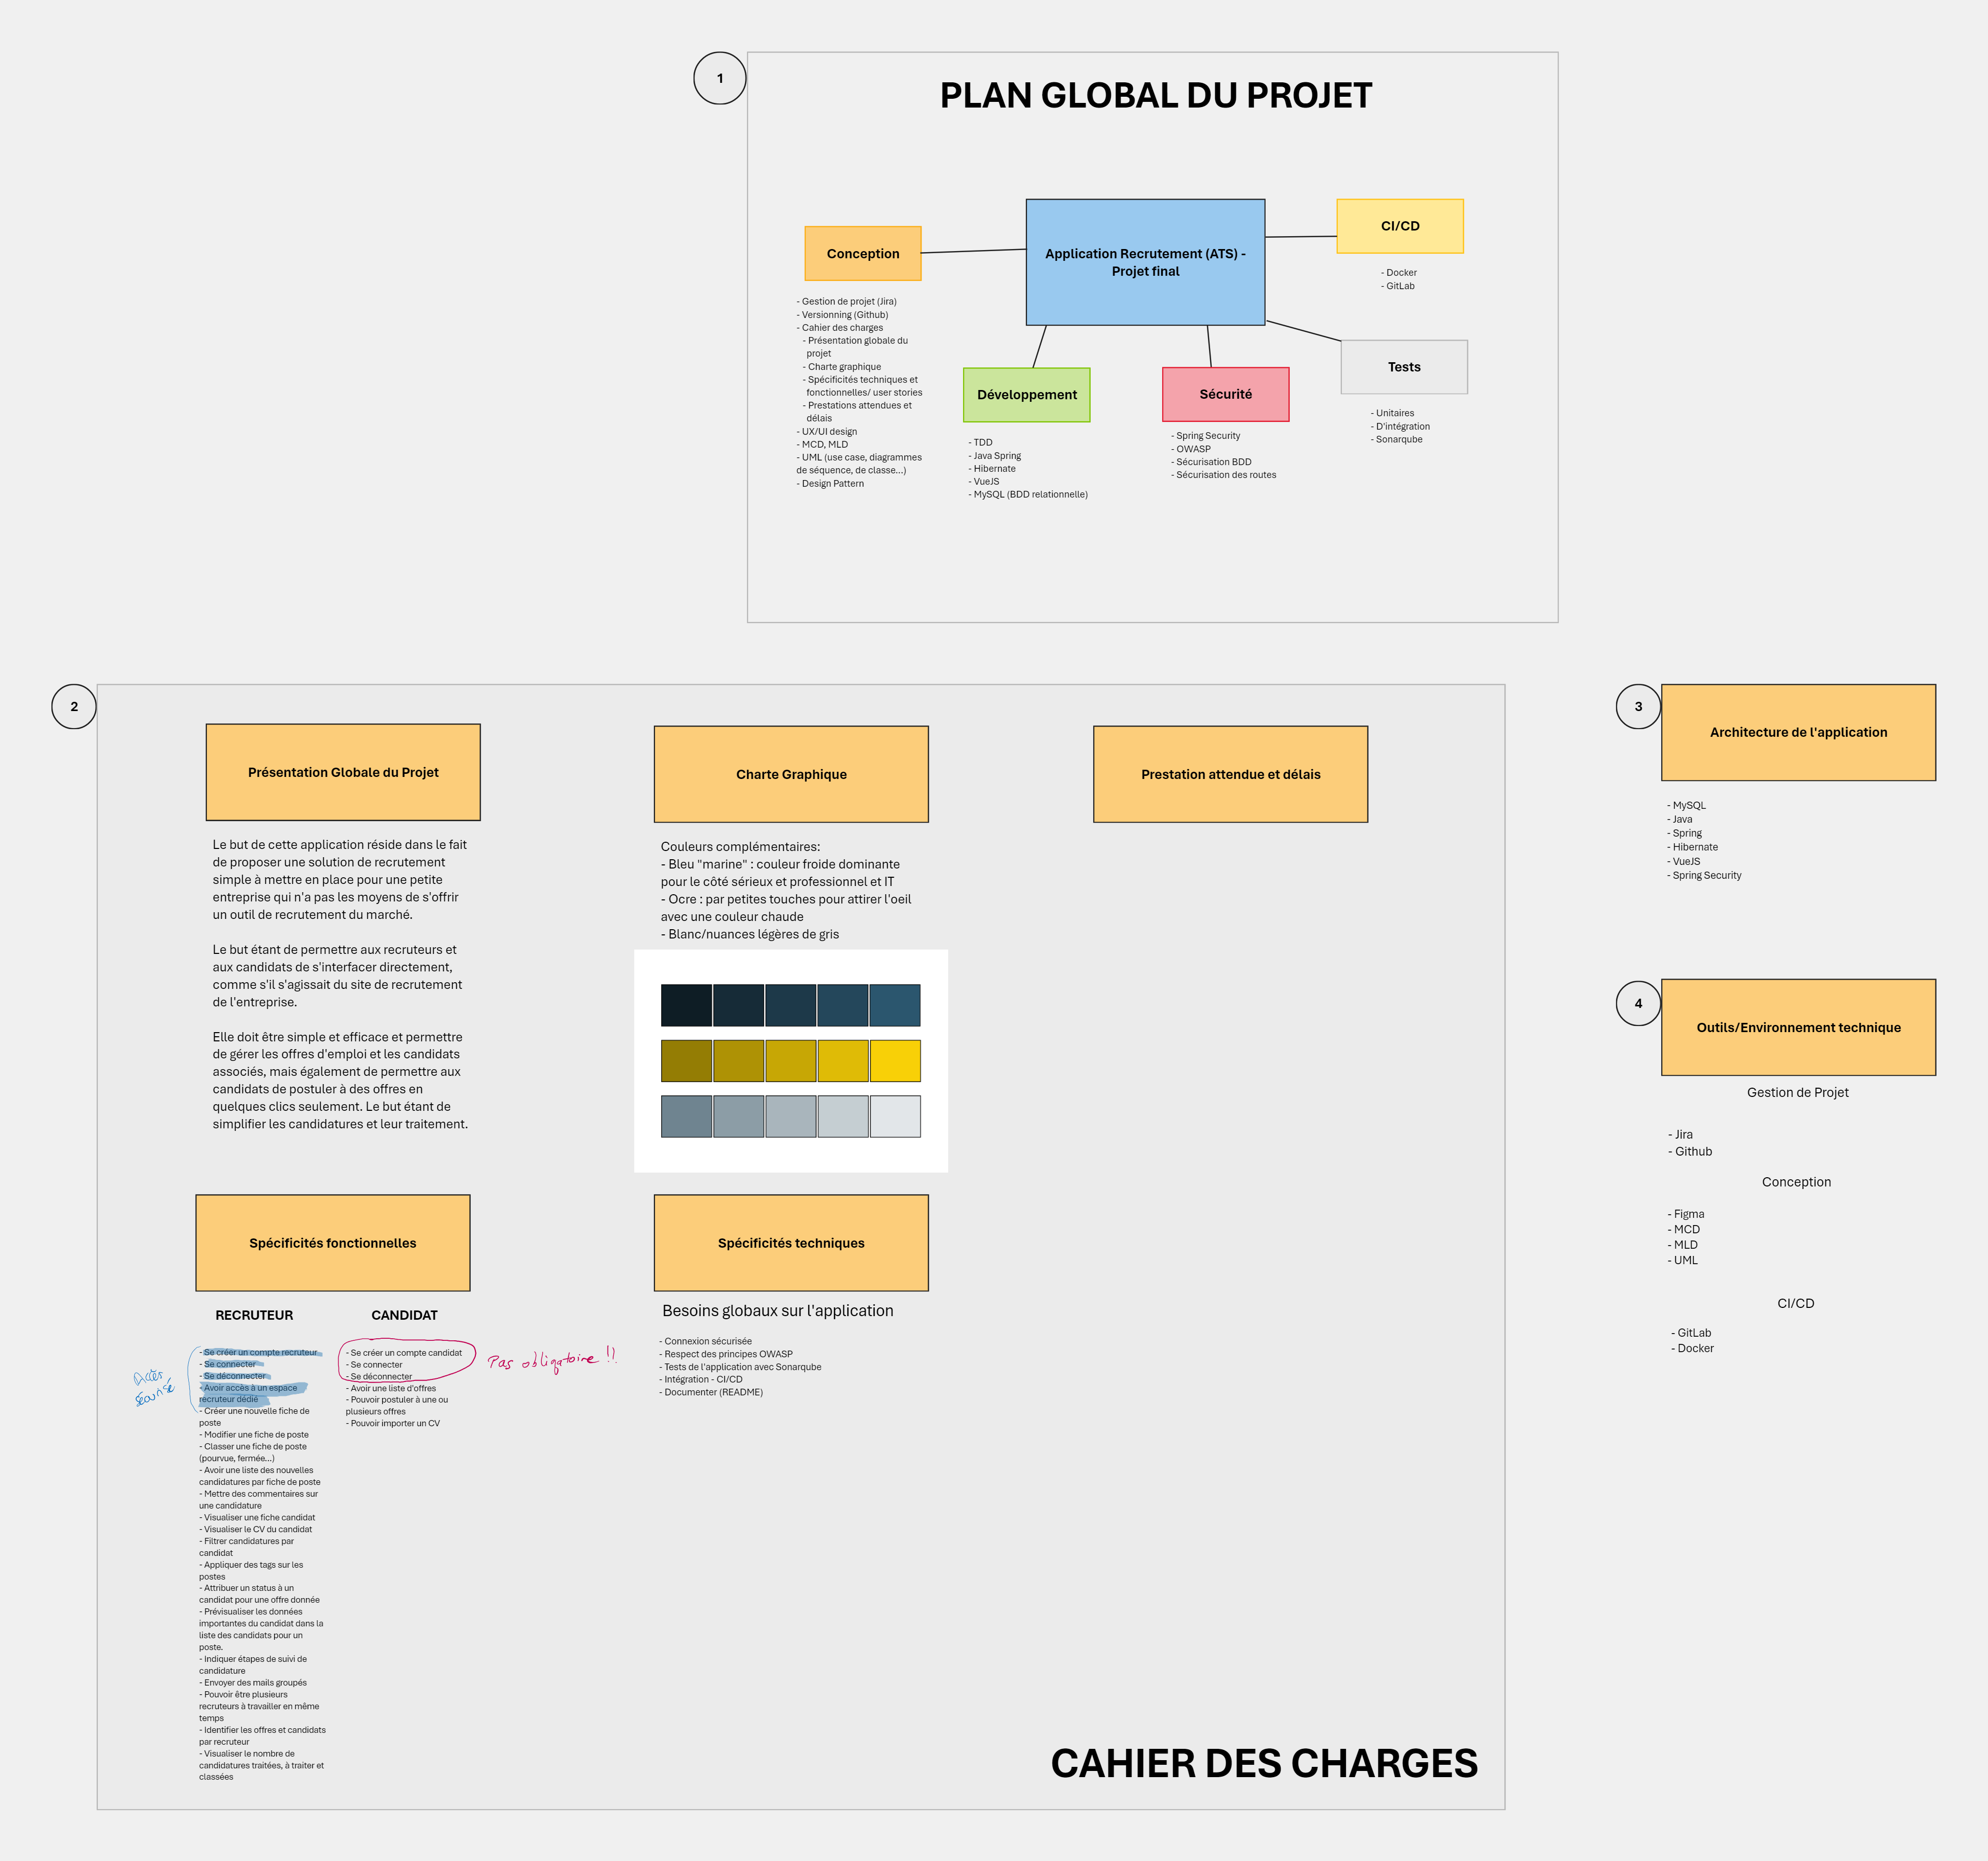 1
PLAN GLOBAL DU PROJET
Conception
- Gestion de projet (Jira)
- Versionning (Github)
- Cahier des charges
- Présentation globale du
projet
- Charte graphique
- Spécificités techniques et
fonctionnelles/ user stories
- Prestations attendues et
délais
- UX/UI design
- MCD, MLD
- UML (use case, diagrammes
de séquence, de classe...)
- Design Pattern
Application Recrutement (ATS) -
Projet final
Développement
- TDD
- Java Spring
- Hibernate
- VueJS
- MySQL (BDD relationnelle)
Sécurité
- Spring Security
- OWASP
- Sécurisation BDD
- Sécurisation des routes
CI/CD
- Docker
- GitLab
Tests
- Unitaires
- D'intégration
- Sonarqube
2
Présentation Globale du Projet
Le but de cette application réside dans le fait
de proposer une solution de recrutement
simple à mettre en place pour une petite
entreprise qui n'a pas les moyens de s'offrir
un outil de recrutement du marché.
Le but étant de permettre aux recruteurs et
aux candidats de s'interfacer directement,
comme s'il s'agissait du site de recrutement
de l'entreprise.
Elle doit être simple et efficace et permettre
de gérer les offres d'emploi et les candidats
associés, mais également de permettre aux
candidats de postuler à des offres en
quelques clics seulement. Le but étant de
simplifier les candidatures et leur traitement.
Charte Graphique
Couleurs complémentaires:
- Bleu "marine" : couleur froide dominante
pour le côté sérieux et professionnel et IT
- Ocre : par petites touches pour attirer l'oeil
avec une couleur chaude
- Blanc/nuances légères de gris
Prestation attendue et délais
Spécificités fonctionnelles
RECRUTEUR
Accès
sécurisé
- Se créer un compte recruteur
- Se connecter
- Se déconnecter
- Avoir accès à un espace
recruteur dédié
- Créer une nouvelle fiche de
poste
- Modifier une fiche de poste
- Classer une fiche de poste
(pourvue, fermée...)
- Avoir une liste des nouvelles
candidatures par fiche de poste
- Mettre des commentaires sur
une candidature
- Visualiser une fiche candidat
- Visualiser le CV du candidat
- Filtrer candidatures par
candidat
- Appliquer des tags sur les
postes
- Attribuer un status à un
candidat pour une offre donnée
- Prévisualiser les données
importantes du candidat dans la
liste des candidats pour un
poste.
- Indiquer étapes de suivi de
candidature
- Envoyer des mails groupés
- Pouvoir être plusieurs
recruteurs à travailler en même
temps
- Identifier les offres et candidats
par recruteur
- Visualiser le nombre de
candidatures traitées, à traiter et
classées
CANDIDAT
- Se créer un compte candidat
- Se connecter
- Se déconnecter
- Avoir une liste d'offres
- Pouvoir postuler à une ou
plusieurs offres
- Pouvoir importer un CV
Pas obligatoire !!
Spécificités techniques
Besoins globaux sur l'application
- Connexion sécurisée
- Respect des principes OWASP
- Tests de l'application avec Sonarqube
- Intégration - CI/CD
- Documenter (README)
CAHIER DES CHARGES
3
Architecture de l'application
- MySQL
- Java
- Spring
- Hibernate
- VueJS
- Spring Security
4
Outils/Environnement technique
Gestion de Projet
- Jira
- Github
Conception
- Figma
- MCD
- MLD
- UML
CI/CD
- GitLab
- Docker